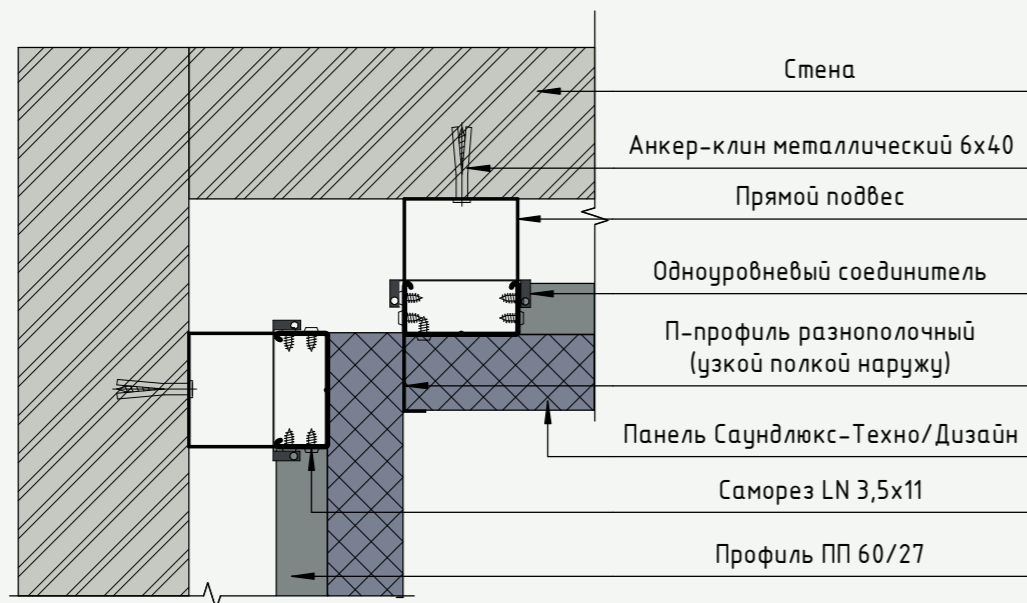 Стена
Анкер-клин металлический 6х40
Прямой подвес
Одноуровневый соединитель
П-профиль разнополочный
(узкой полкой наружу)
Панель Саундлюкс-Техно/Дизайн
Саморез LN 3,5х11
Профиль ПП 60/27